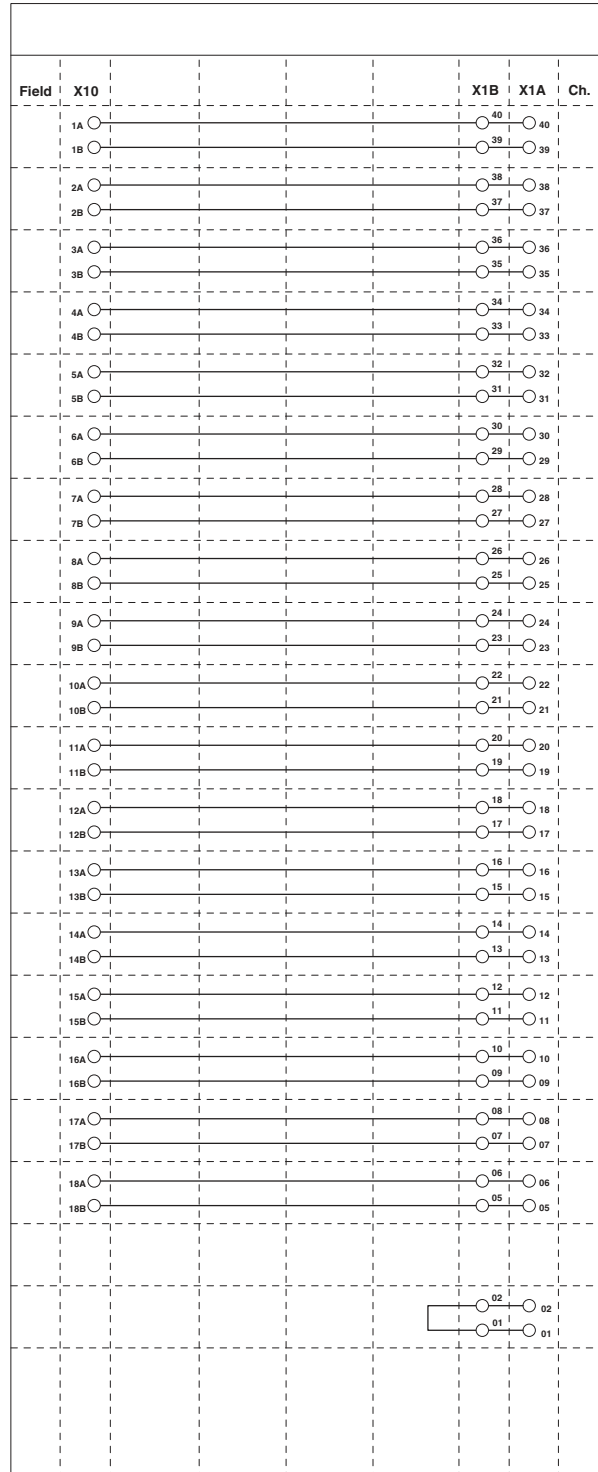 Field X10 X1B X1A Ch.
1A 40 40
1B 39 39
2A 38 38
2B 37 37
3A 36 36
3B 35 35
4A 34 34
4B 33 33
5A 32 32
5B 31 31
6A 30 30
6B 29 29
7A 28 28
7B 27 27
8A 26 26
8B 25 25
9A 24 24
9B 23 23
10A 22 22
10B 21 21
11A 20 20
11B 19 19
12A 18 18
12B 17 17
13A 16 16
13B 15 15
14A 14 14
14B 13 13
15A 12 12
15B 11 11
16A 10 10
16B 09 09
17A 08 08
17B 07 07
18A 06 06
18B 05 05
02 02
01 01